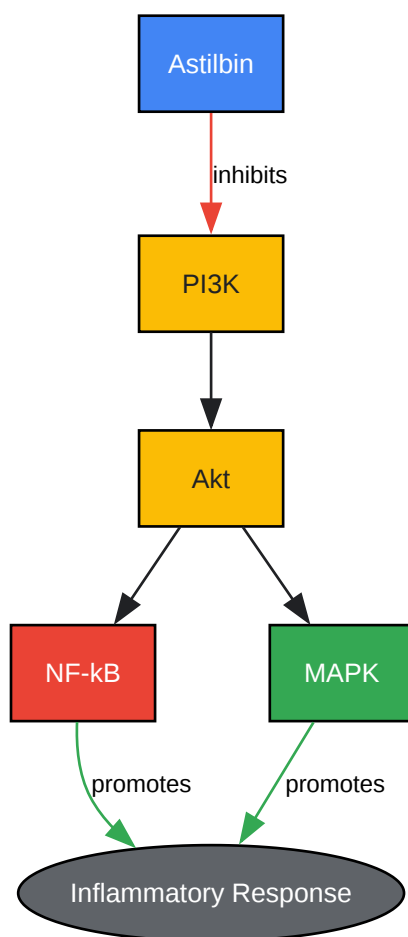 Astilbin
inhibits
PI3K
Akt
NF-kB
MAPK
promotes
promotes
Inflammatory Response